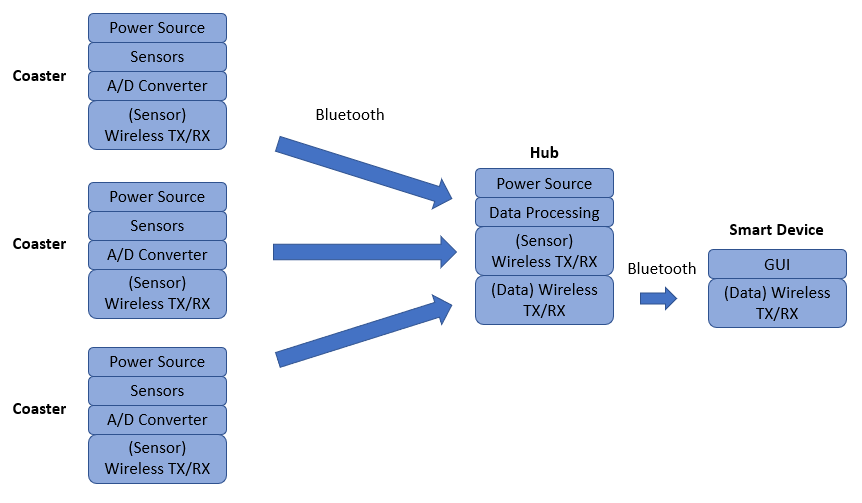 Coaster
Power Source
Sensors
A/D Converter
(Sensor)
Wireless TX/RX
Coaster
Power Source
Sensors
A/D Converter
(Sensor)
Wireless TX/RX
Coaster
Power Source
Sensors
A/D Converter
(Sensor)
Wireless TX/RX
Bluetooth
Hub
Power Source
Data Processing
(Sensor)
Wireless TX/RX
(Data) Wireless
TX/RX
Bluetooth
Smart Device
GUI
(Data) Wireless
TX/RX